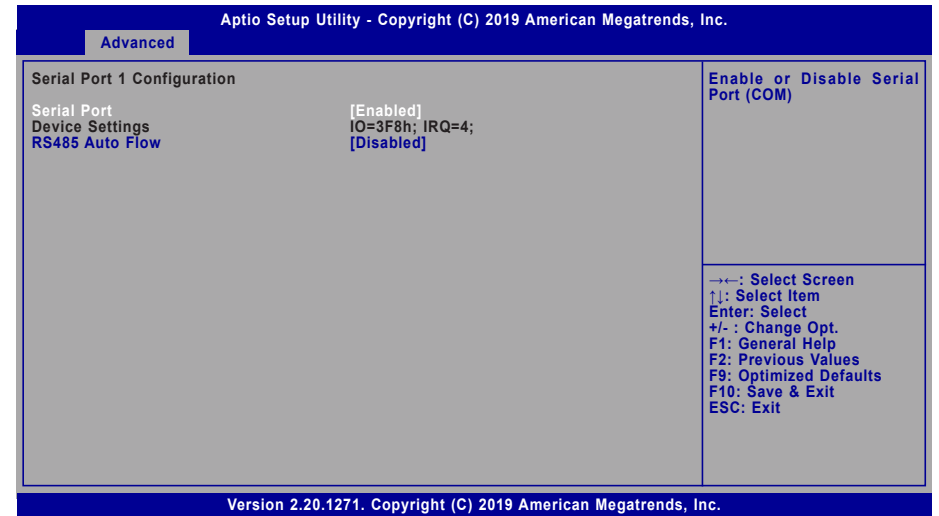 Aptio Setup Utility - Copyright (C) 2019 American Megatrends, Inc.
Advanced
Serial Port 1 Configuration
Serial Port [Enabled]
Device Settings IO=3F8h; IRQ=4;
RS485 Auto Flow [Disabled]
Enable or Disable Serial
Port (COM)
→←: Select Screen
↑↓: Select Item
Enter: Select
+/- : Change Opt.
F1: General Help
F2: Previous Values
F9: Optimized Defaults
F10: Save & Exit
ESC: Exit
Version 2.20.1271. Copyright (C) 2019 American Megatrends, Inc.